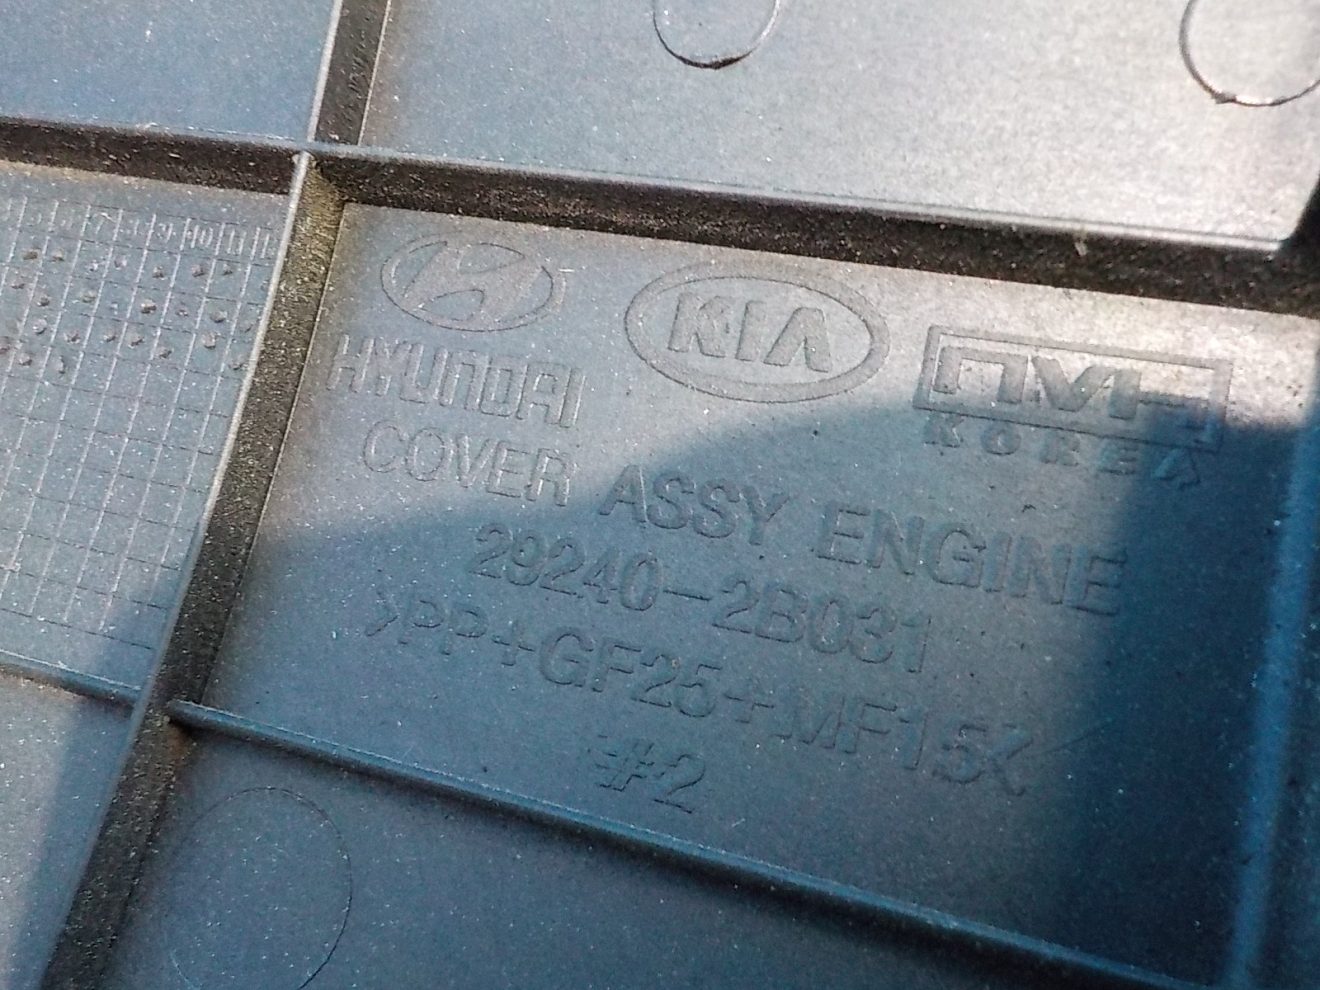 HYUNDAI
KIA
KOREA
COVER ASSY ENGINE
29240-2B031
>PP+GF25+MF15<
#2